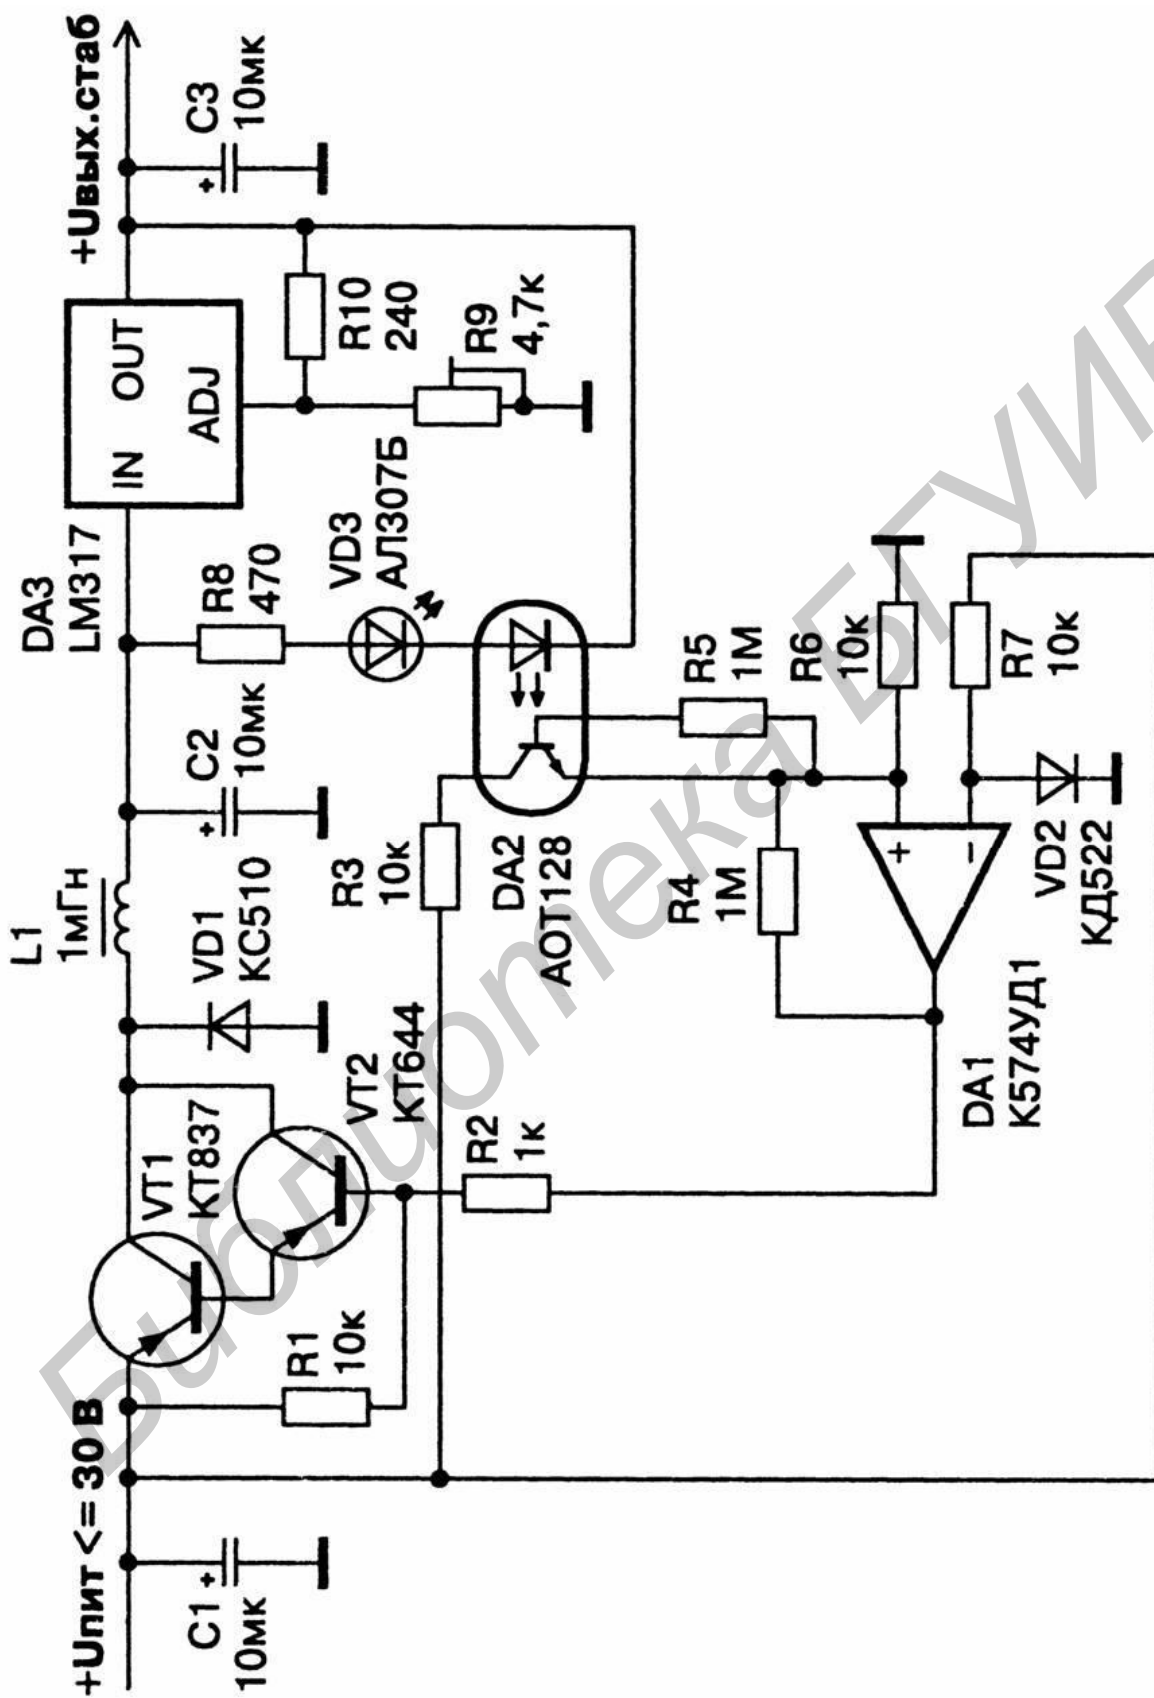 +Uпит <= 30 В
C1
10мк
R1
10к
VT1
КТ837
VT2
КТ644
R2
1к
L1
1мГн
VD1
КС510
C2
10мк
R3
10к
DA2
АОТ128
R4
1М
DA1
К574УД1
VD2
КД522
R5
1М
R6
10к
R7
10к
+
−
DA3
LM317
IN OUT
ADJ
R8
470
VD3
АЛ307Б
R10
240
R9
4,7к
+Uвых.стаб
C3
10мк
+
+
+
Библиотека БГУИР